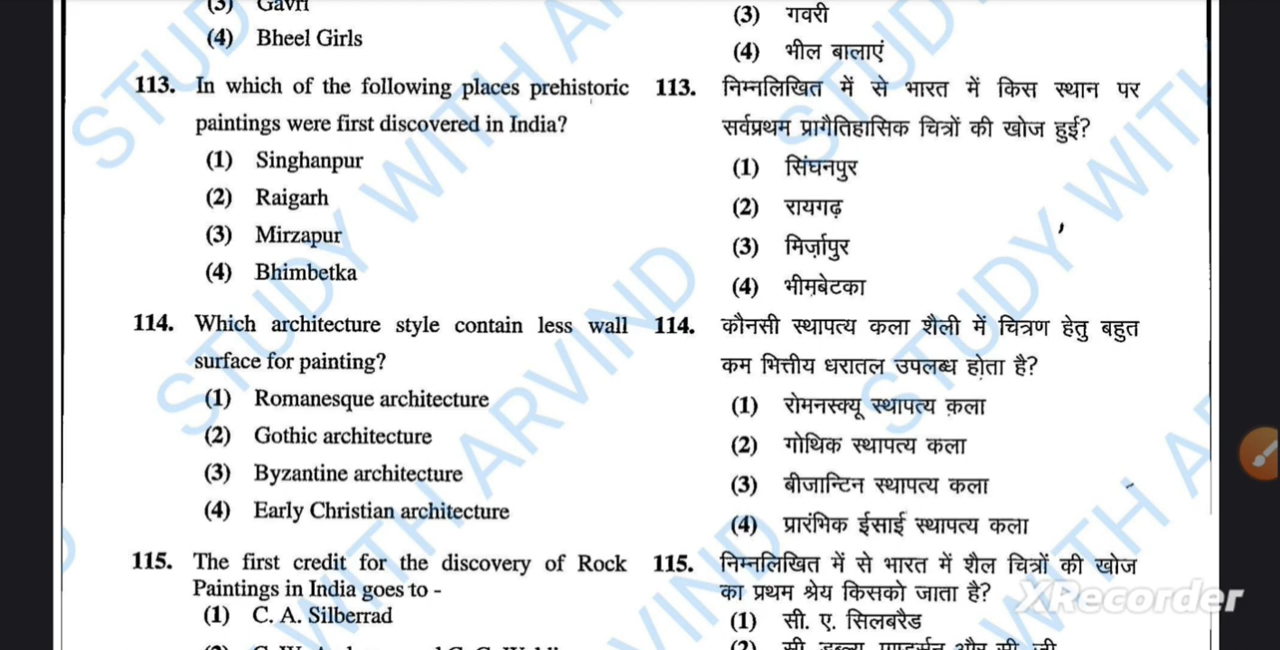 (3) Gavri
(4) Bheel Girls
113. In which of the following places prehistoric
paintings were first discovered in India?
(1) Singhanpur
(2) Raigarh
(3) Mirzapur
(4) Bhimbetka
114. Which architecture style contain less wall
surface for painting?
(1) Romanesque architecture
(2) Gothic architecture
(3) Byzantine architecture
(4) Early Christian architecture
115. The first credit for the discovery of Rock
Paintings in India goes to -
(1) C. A. Silberrad
(3) गवरी
(4) भील बालाएं
113. निम्नलिखित में से भारत में किस स्थान पर
सर्वप्रथम प्रागैतिहासिक चित्रों की खोज हुई?
(1) सिंघनपुर
(2) रायगढ़
(3) मिर्ज़ापुर
(4) भीमबेटका
114. कौनसी स्थापत्य कला शैली में चित्रण हेतु बहुत
कम भित्तीय धरातल उपलब्ध होता है?
(1) रोमनस्क्यू स्थापत्य कला
(2) गोथिक स्थापत्य कला
(3) बीजान्टिन स्थापत्य कला
(4) प्रारंभिक ईसाई स्थापत्य कला
115. निम्नलिखित में से भारत में शैल चित्रों की खोज
का प्रथम श्रेय किसको जाता है?
(1) सी. ए. सिलबरैड
STUDY WITH ARVIND
XRecorder